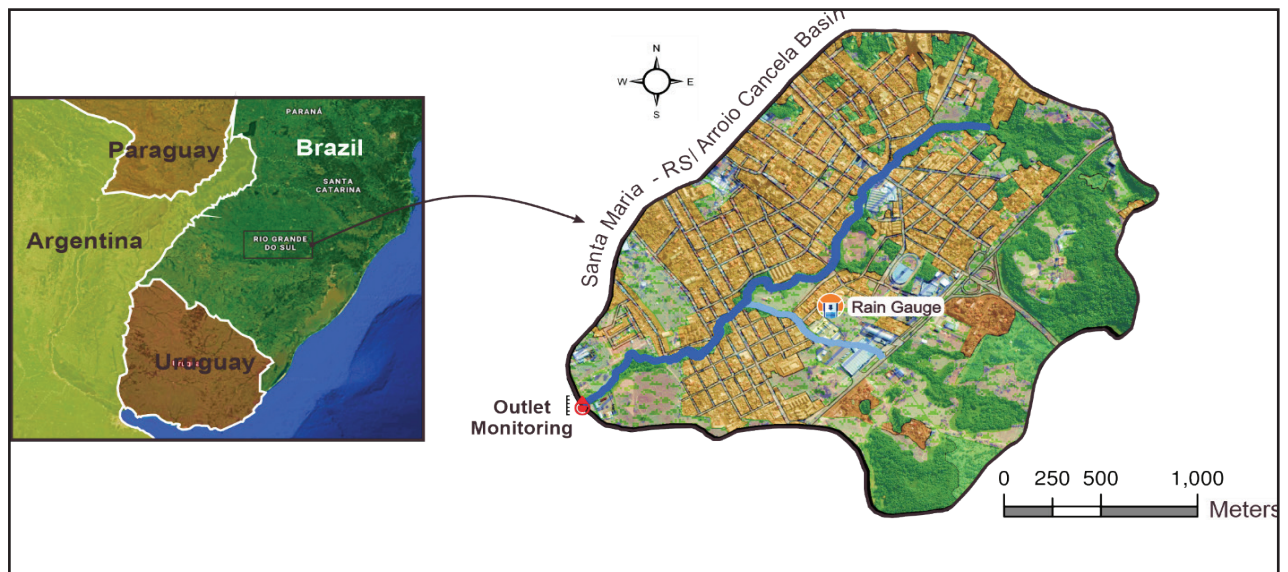 PARANÁ
Brazil
Paraguay
SANTA
CATARINA
Argentina
RIO GRANDE
DO SUL
Uruguay
N
W
E
S
Santa Maria - RS/ Arroio Cancela Basin
Rain Gauge
Outlet
Monitoring
0 250 500 1,000
Meters